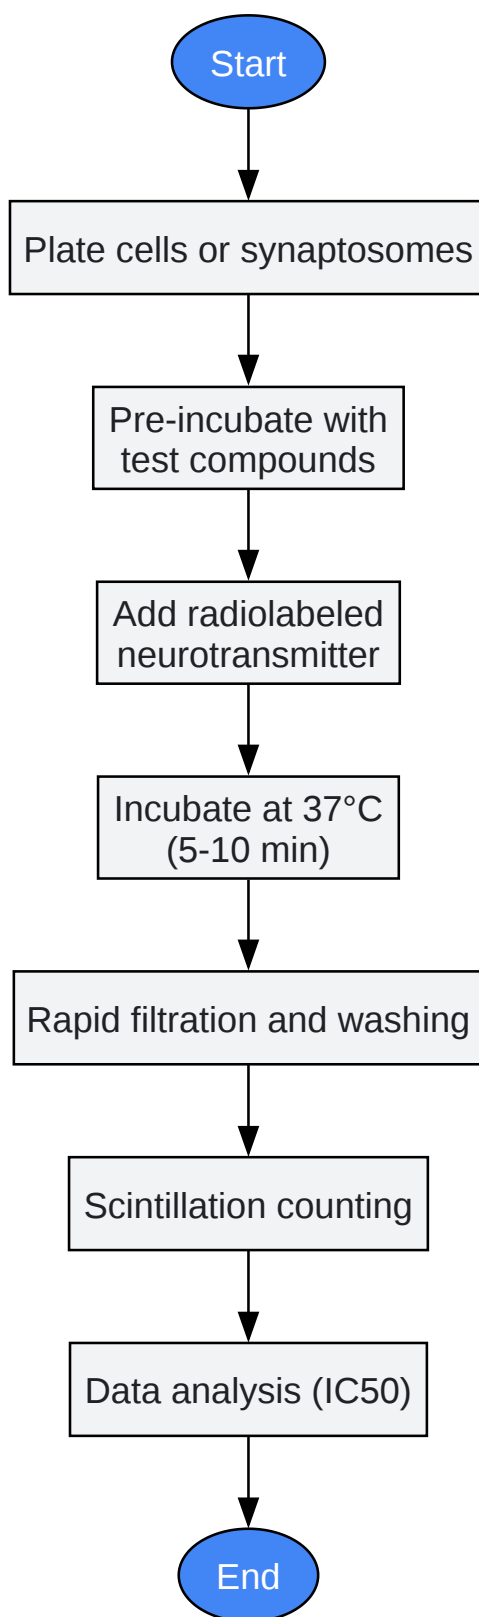 Start
Plate cells or synaptosomes
Pre-incubate with
test compounds
Add radiolabeled
neurotransmitter
Incubate at 37°C
(5-10 min)
Rapid filtration and washing
Scintillation counting
Data analysis (IC50)
End